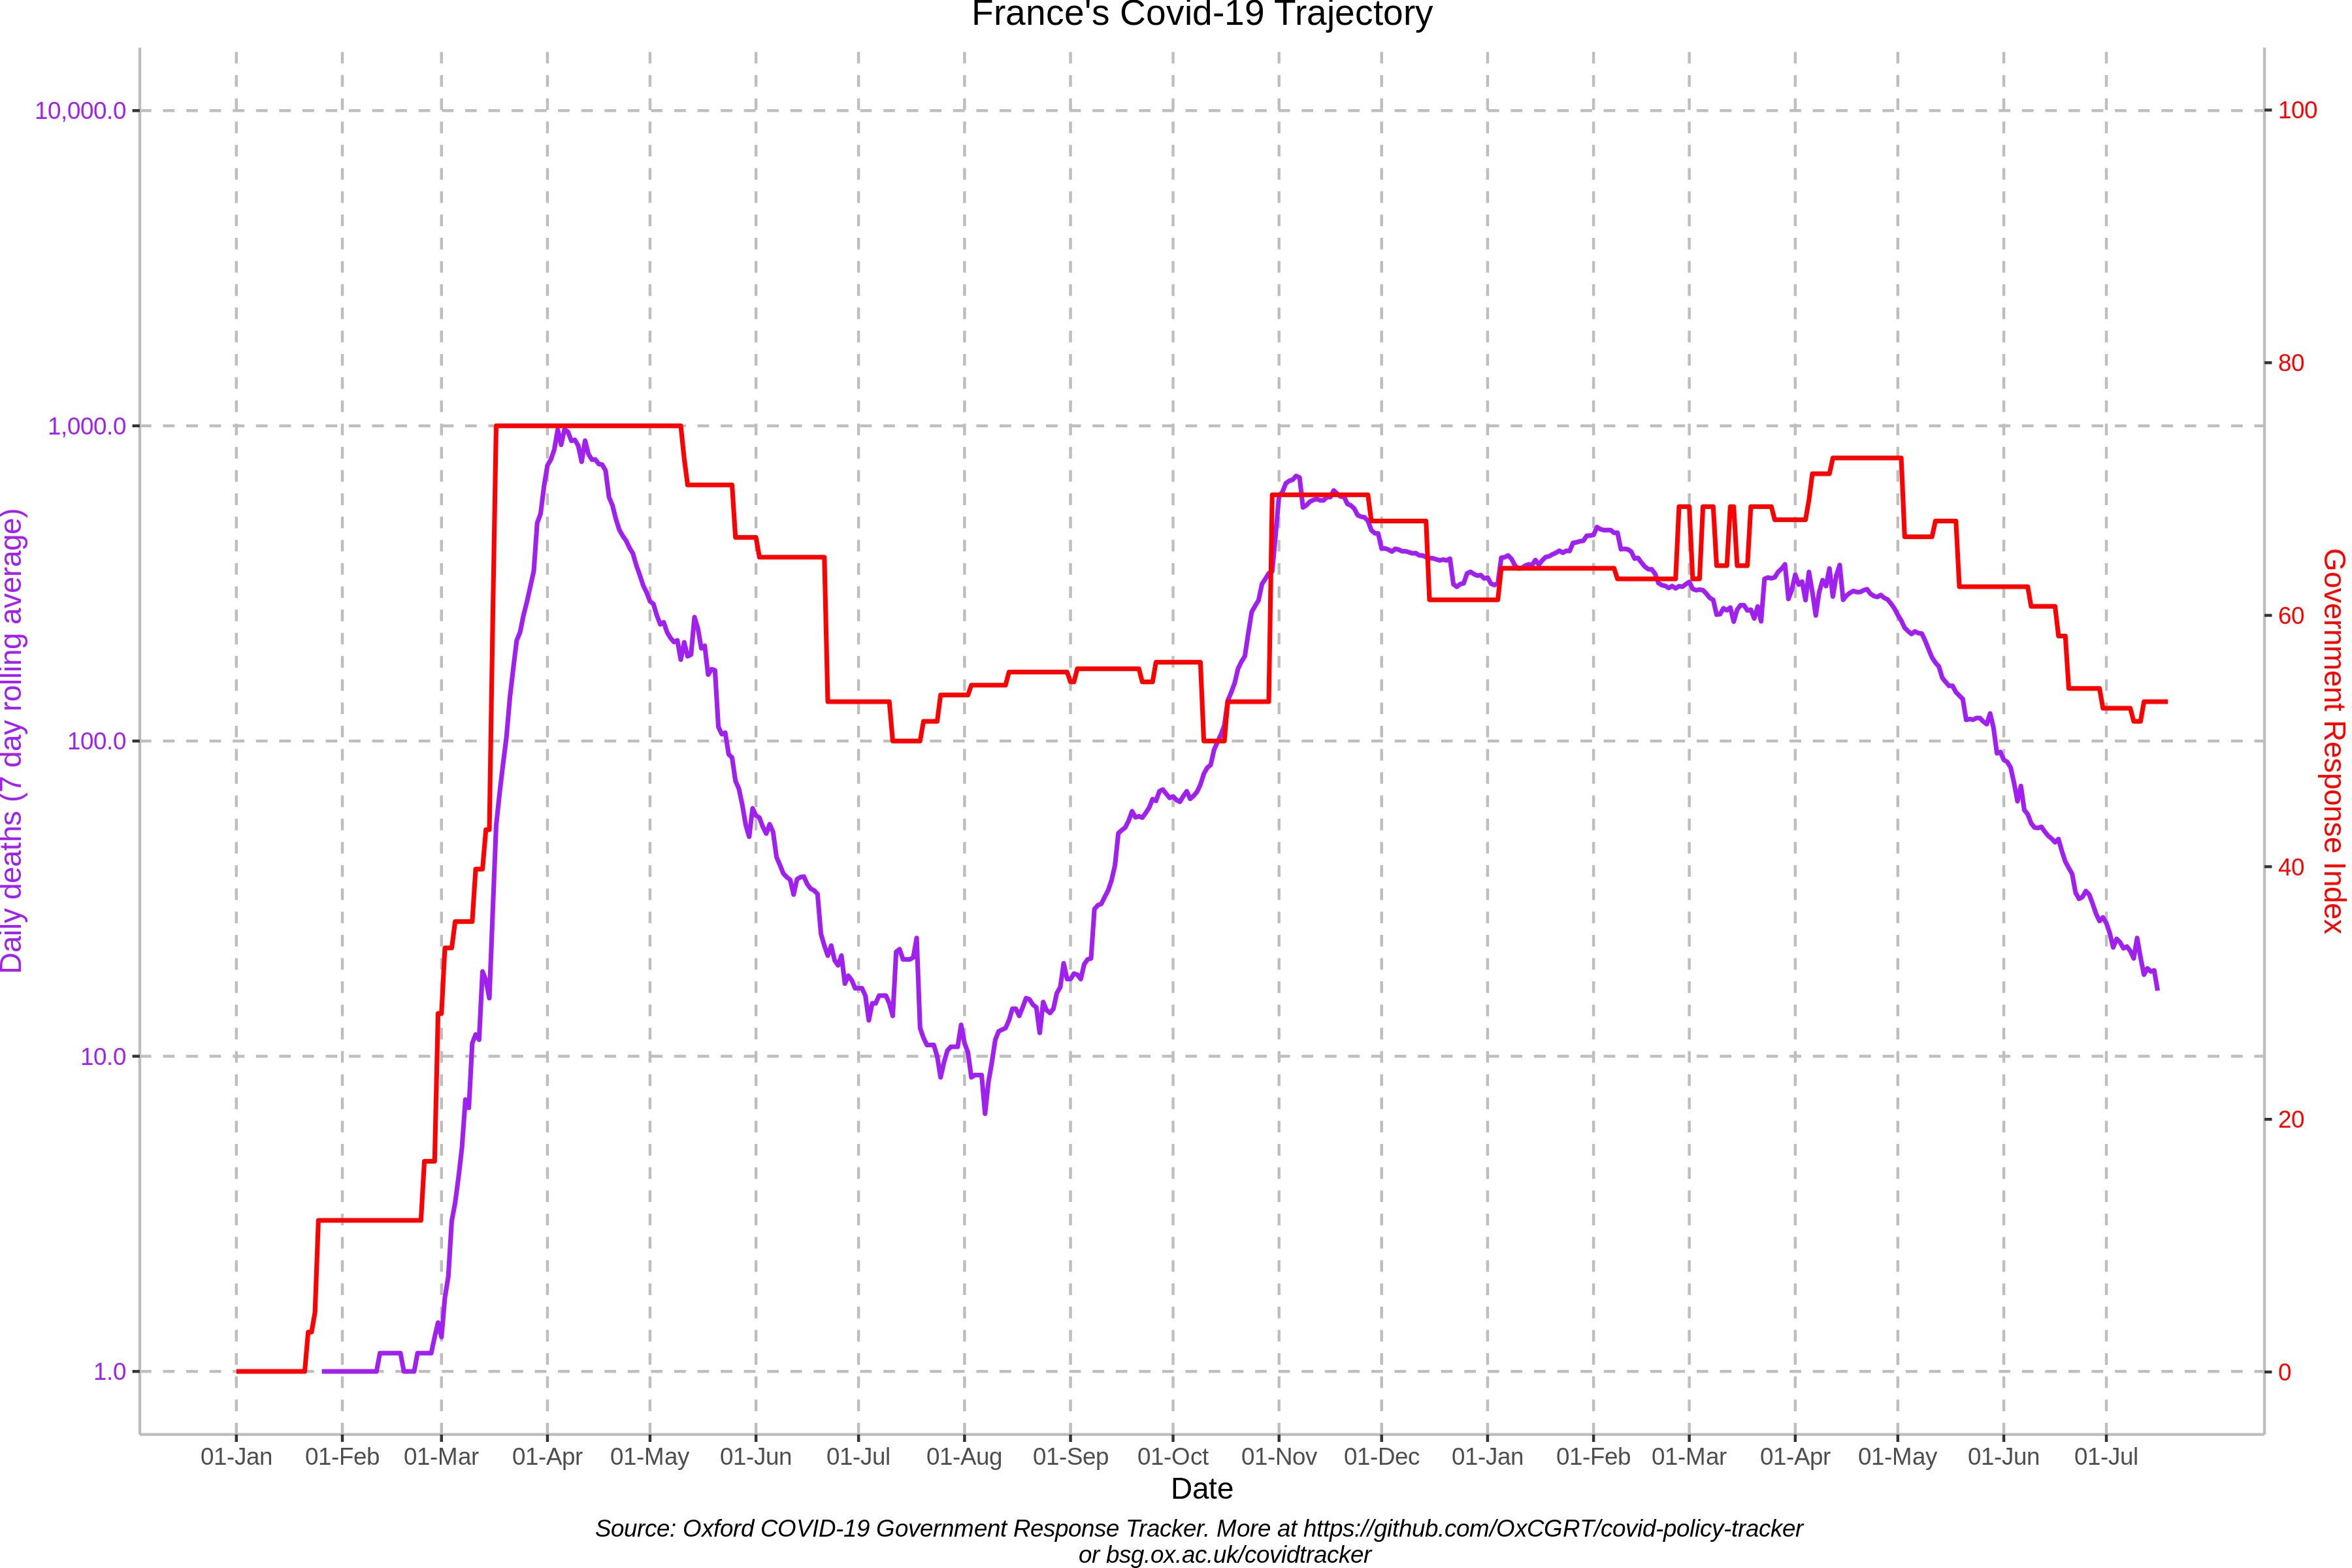 France's Covid-19 Trajectory
10,000.0
1,000.0
100.0
10.0
1.0
Daily deaths (7 day rolling average)
100
80
60
40
20
0
Government Response Index
01-Jan 01-Feb 01-Mar 01-Apr 01-May 01-Jun 01-Jul 01-Aug 01-Sep 01-Oct 01-Nov 01-Dec 01-Jan 01-Feb 01-Mar 01-Apr 01-May 01-Jun 01-Jul
Date
Source: Oxford COVID-19 Government Response Tracker. More at https://github.com/OxCGRT/covid-policy-tracker
or bsg.ox.ac.uk/covidtracker